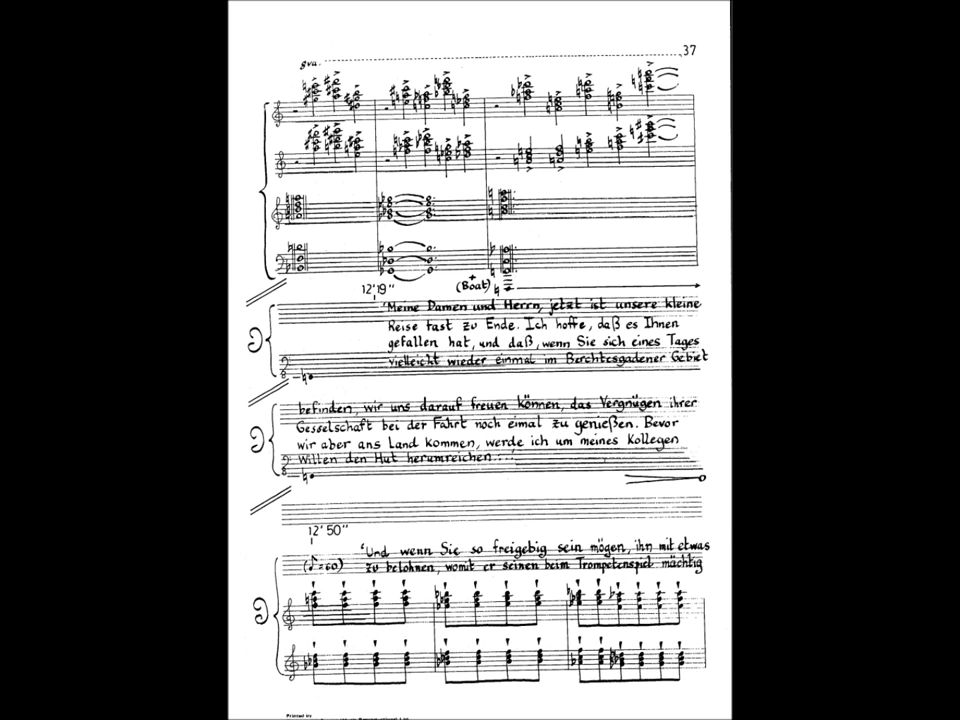 37
8va
12'19"
(Boat)
'Meine Damen und Herrn, jetzt ist unsere kleine
Reise fast zu Ende. Ich hoffe, daß es Ihnen
gefallen hat, und daß, wenn Sie sich eines Tages
vielleicht wieder einmal im Berchtesgadener Gebiet
befinden, wir uns darauf freuen können, das Vergnügen ihrer
Gesselschaft bei der Fahrt noch eimal zu genießen. Bevor
wir aber ans Land kommen, werde ich um meines Kollegen
Willen den Hut herumreichen...'
12'50"
(♪=60)
'Und wenn Sie so freigebig sein mögen, ihn mit etwas
zu belohnen, womit er seinen beim Trompetenspiel mächtig
Printed by